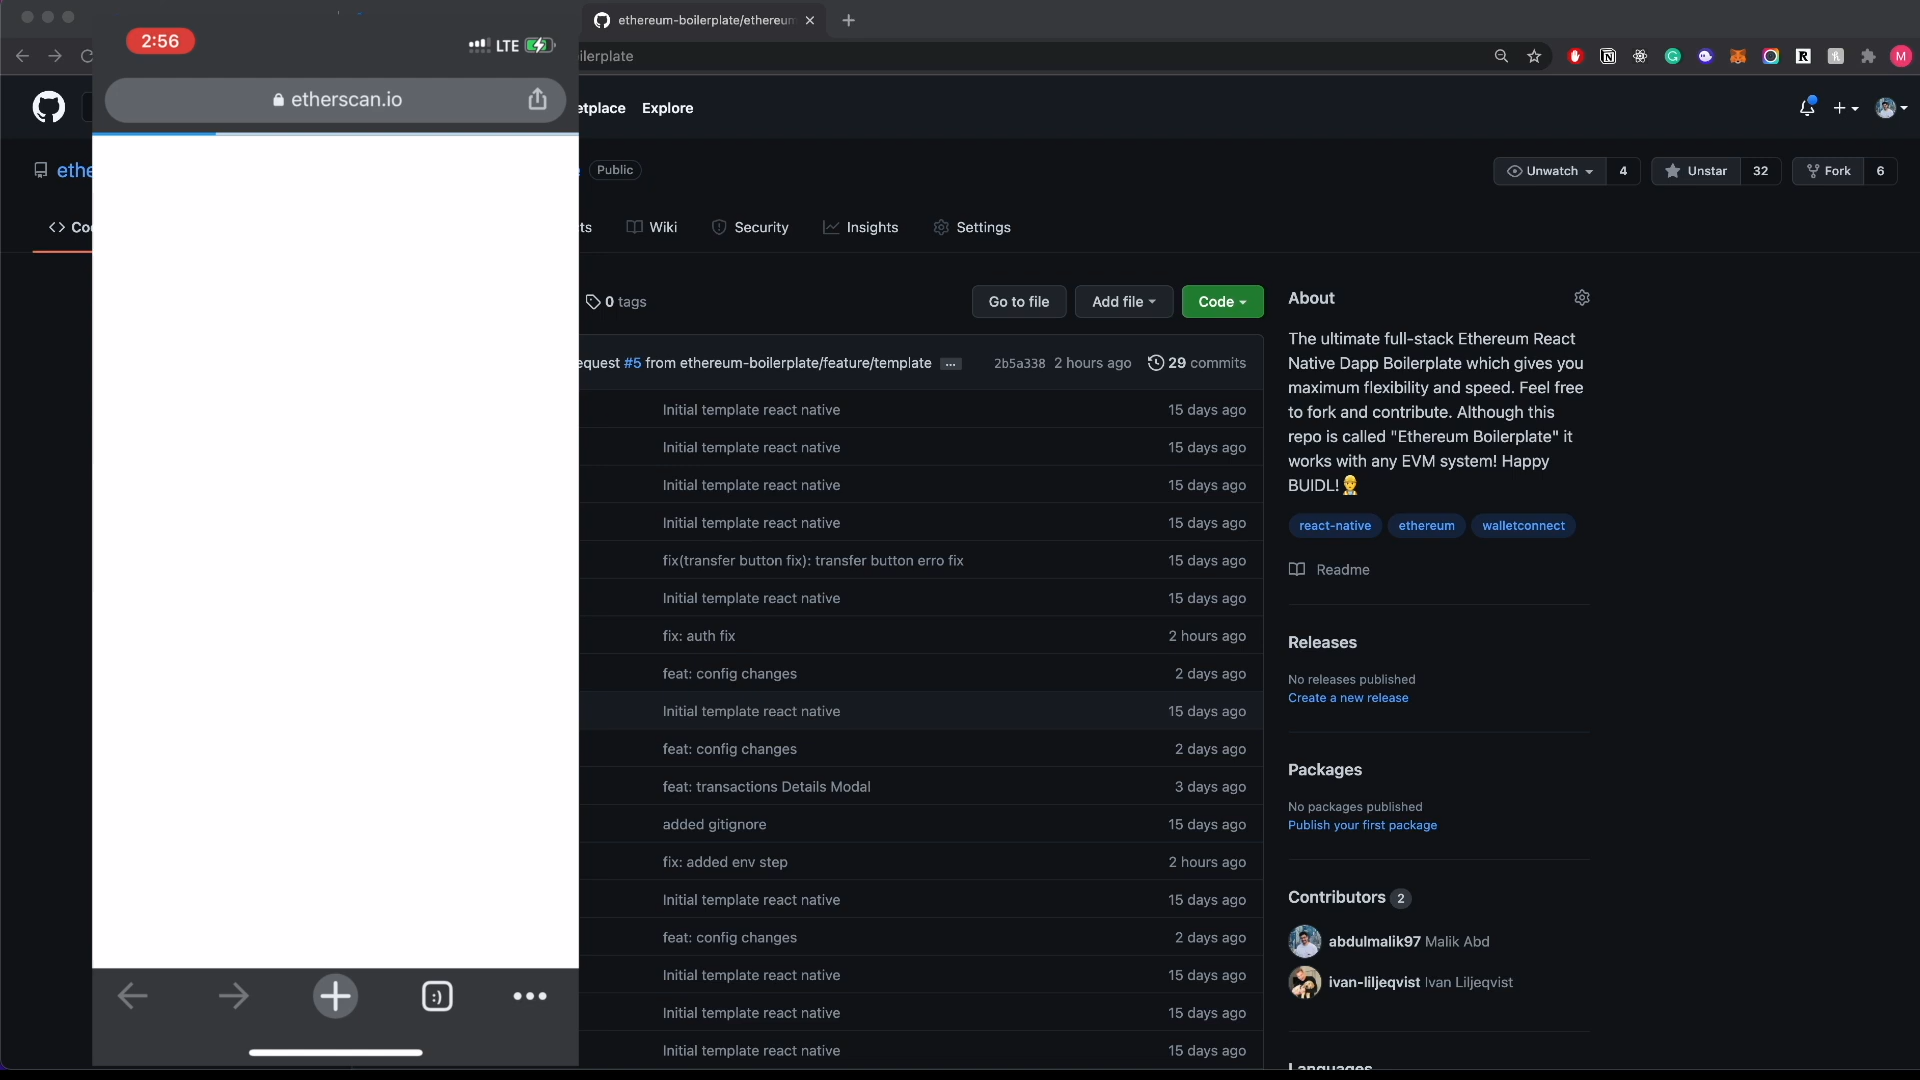 ethereum-boilerplate/ethereum
2:56
LTE
ilerplate
M
etherscan.io
etplace Explore
ethe
Public
Unwatch 4
Unstar 32
Fork 6
Co
ts
Wiki
Security
Insights
Settings
0 tags
Go to file
Add file
Code
equest #5 from ethereum-boilerplate/feature/template ... 2b5a338 2 hours ago 29 commits
Initial template react native 15 days ago
Initial template react native 15 days ago
Initial template react native 15 days ago
Initial template react native 15 days ago
fix(transfer button fix): transfer button erro fix 15 days ago
Initial template react native 15 days ago
fix: auth fix 2 hours ago
feat: config changes 2 days ago
Initial template react native 15 days ago
feat: config changes 2 days ago
feat: transactions Details Modal 3 days ago
added gitignore 15 days ago
fix: added env step 2 hours ago
Initial template react native 15 days ago
feat: config changes 2 days ago
Initial template react native 15 days ago
Initial template react native 15 days ago
Initial template react native 15 days ago
About
The ultimate full-stack Ethereum React
Native Dapp Boilerplate which gives you
maximum flexibility and speed. Feel free
to fork and contribute. Although this
repo is called "Ethereum Boilerplate" it
works with any EVM system! Happy
BUIDL!👷
react-native ethereum walletconnect
Readme
Releases
No releases published
Create a new release
Packages
No packages published
Publish your first package
Contributors 2
abdulmalik97 Malik Abd
ivan-liljeqvist Ivan Liljeqvist
Languages
:)